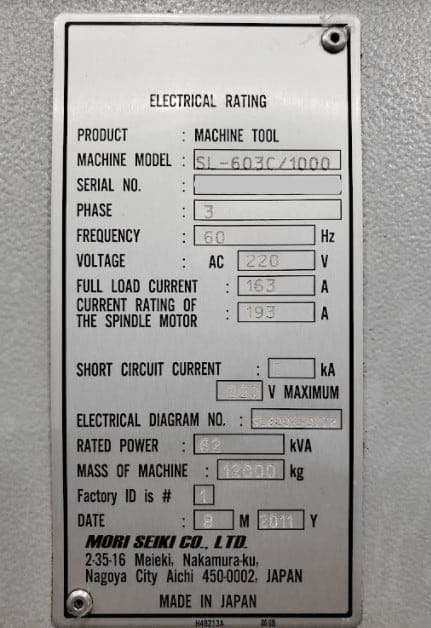 ELECTRICAL RATING
PRODUCT : MACHINE TOOL
MACHINE MODEL : SL-603C/1000
SERIAL NO. :
PHASE : 3
FREQUENCY : 60 Hz
VOLTAGE : AC 220 V
FULL LOAD CURRENT : 163 A
CURRENT RATING OF
THE SPINDLE MOTOR : 193 A
SHORT CIRCUIT CURRENT : kA
220 V MAXIMUM
ELECTRICAL DIAGRAM NO. :
RATED POWER : 62 kVA
MASS OF MACHINE : kg
Factory ID is # 1
DATE : M 2011 Y
MORI SEIKI CO., LTD.
2-35-16 Meieki, Nakamura-ku,
Nagoya City Aichi 450-0002, JAPAN
MADE IN JAPAN
H49213A